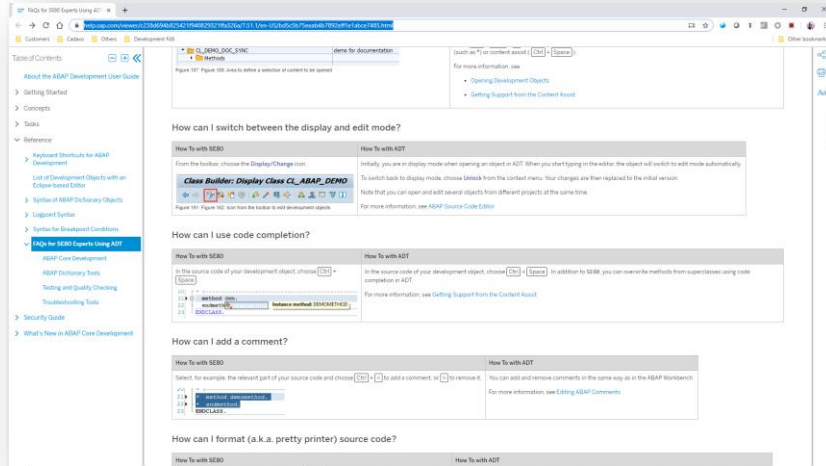 FAQs for SE80 Experts Using ADT
help.sap.com/viewer/c238d694b825421f940829321ffa326a/7.51.1/en-US/
Customers Cadaxo Others Development Fiß
Other bookmarks
Table of Contents
About the ABAP Development User Guide
Getting Started
Concepts
Tasks
Reference
Keyboard Shortcuts for ABAP
Development
List of Development Objects with an
Eclipse-based Editor
Syntax of ABAP Dictionary Objects
Logpoint Syntax
Syntax for Breakpoint Conditions
FAQs for SE80 Experts Using ADT
ABAP Core Development
ABAP Dictionary Tools
Testing and Quality Checking
Troubleshooting Tools
Security Guide
What's New in ABAP Core Development
CL_DEMO_DOC_SYNC demo for documentation
Methods
Area to define a selection of content to be opened
(such as *) or content assist ( Ctrl + Space ).
For more information, see
Opening Development Objects
Getting Support from the Content Assist
How can I switch between the display and edit mode?
How To with SE80 How To with ADT
From the toolbar, choose the Display/Change icon
Class Builder: Display Class CL_ABAP_DEMO
Icon from the toolbar to edit development objects
Initially, you are in display mode when opening an object in ADT. When you start typing in the editor, the object will switch to edit mode automatically.
To switch back to display mode, choose Unlock from the context menu. Your changes are then replaced to the initial version.
Note that you can open and edit several objects from different projects at the same time.
For more information, see ABAP Source Code Editor
How can I use code completion?
How To with SE80 How To with ADT
In the source code of your development object, choose Ctrl +
Space .
method dem.
Instance method: DEMOMETHOD
23 ENDCLASS.
In the source code of your development object, choose Ctrl + Space . In addition to SE80, you can overwrite methods from superclasses using code
completion in ADT.
For more information, see Getting Support from the Content Assist
How can I add a comment?
How To with SE80 How To with ADT
Select, for example, the relevant part of your source code and choose Ctrl + < to add a comment, or > to remove it.
* method demomethod.
* endmethod.
23 ENDCLASS.
You can add and remove comments in the same way as in the ABAP Workbench.
For more information, see Editing ABAP Comments
How can I format (a.k.a. pretty printer) source code?
How To with SE80 How To with ADT